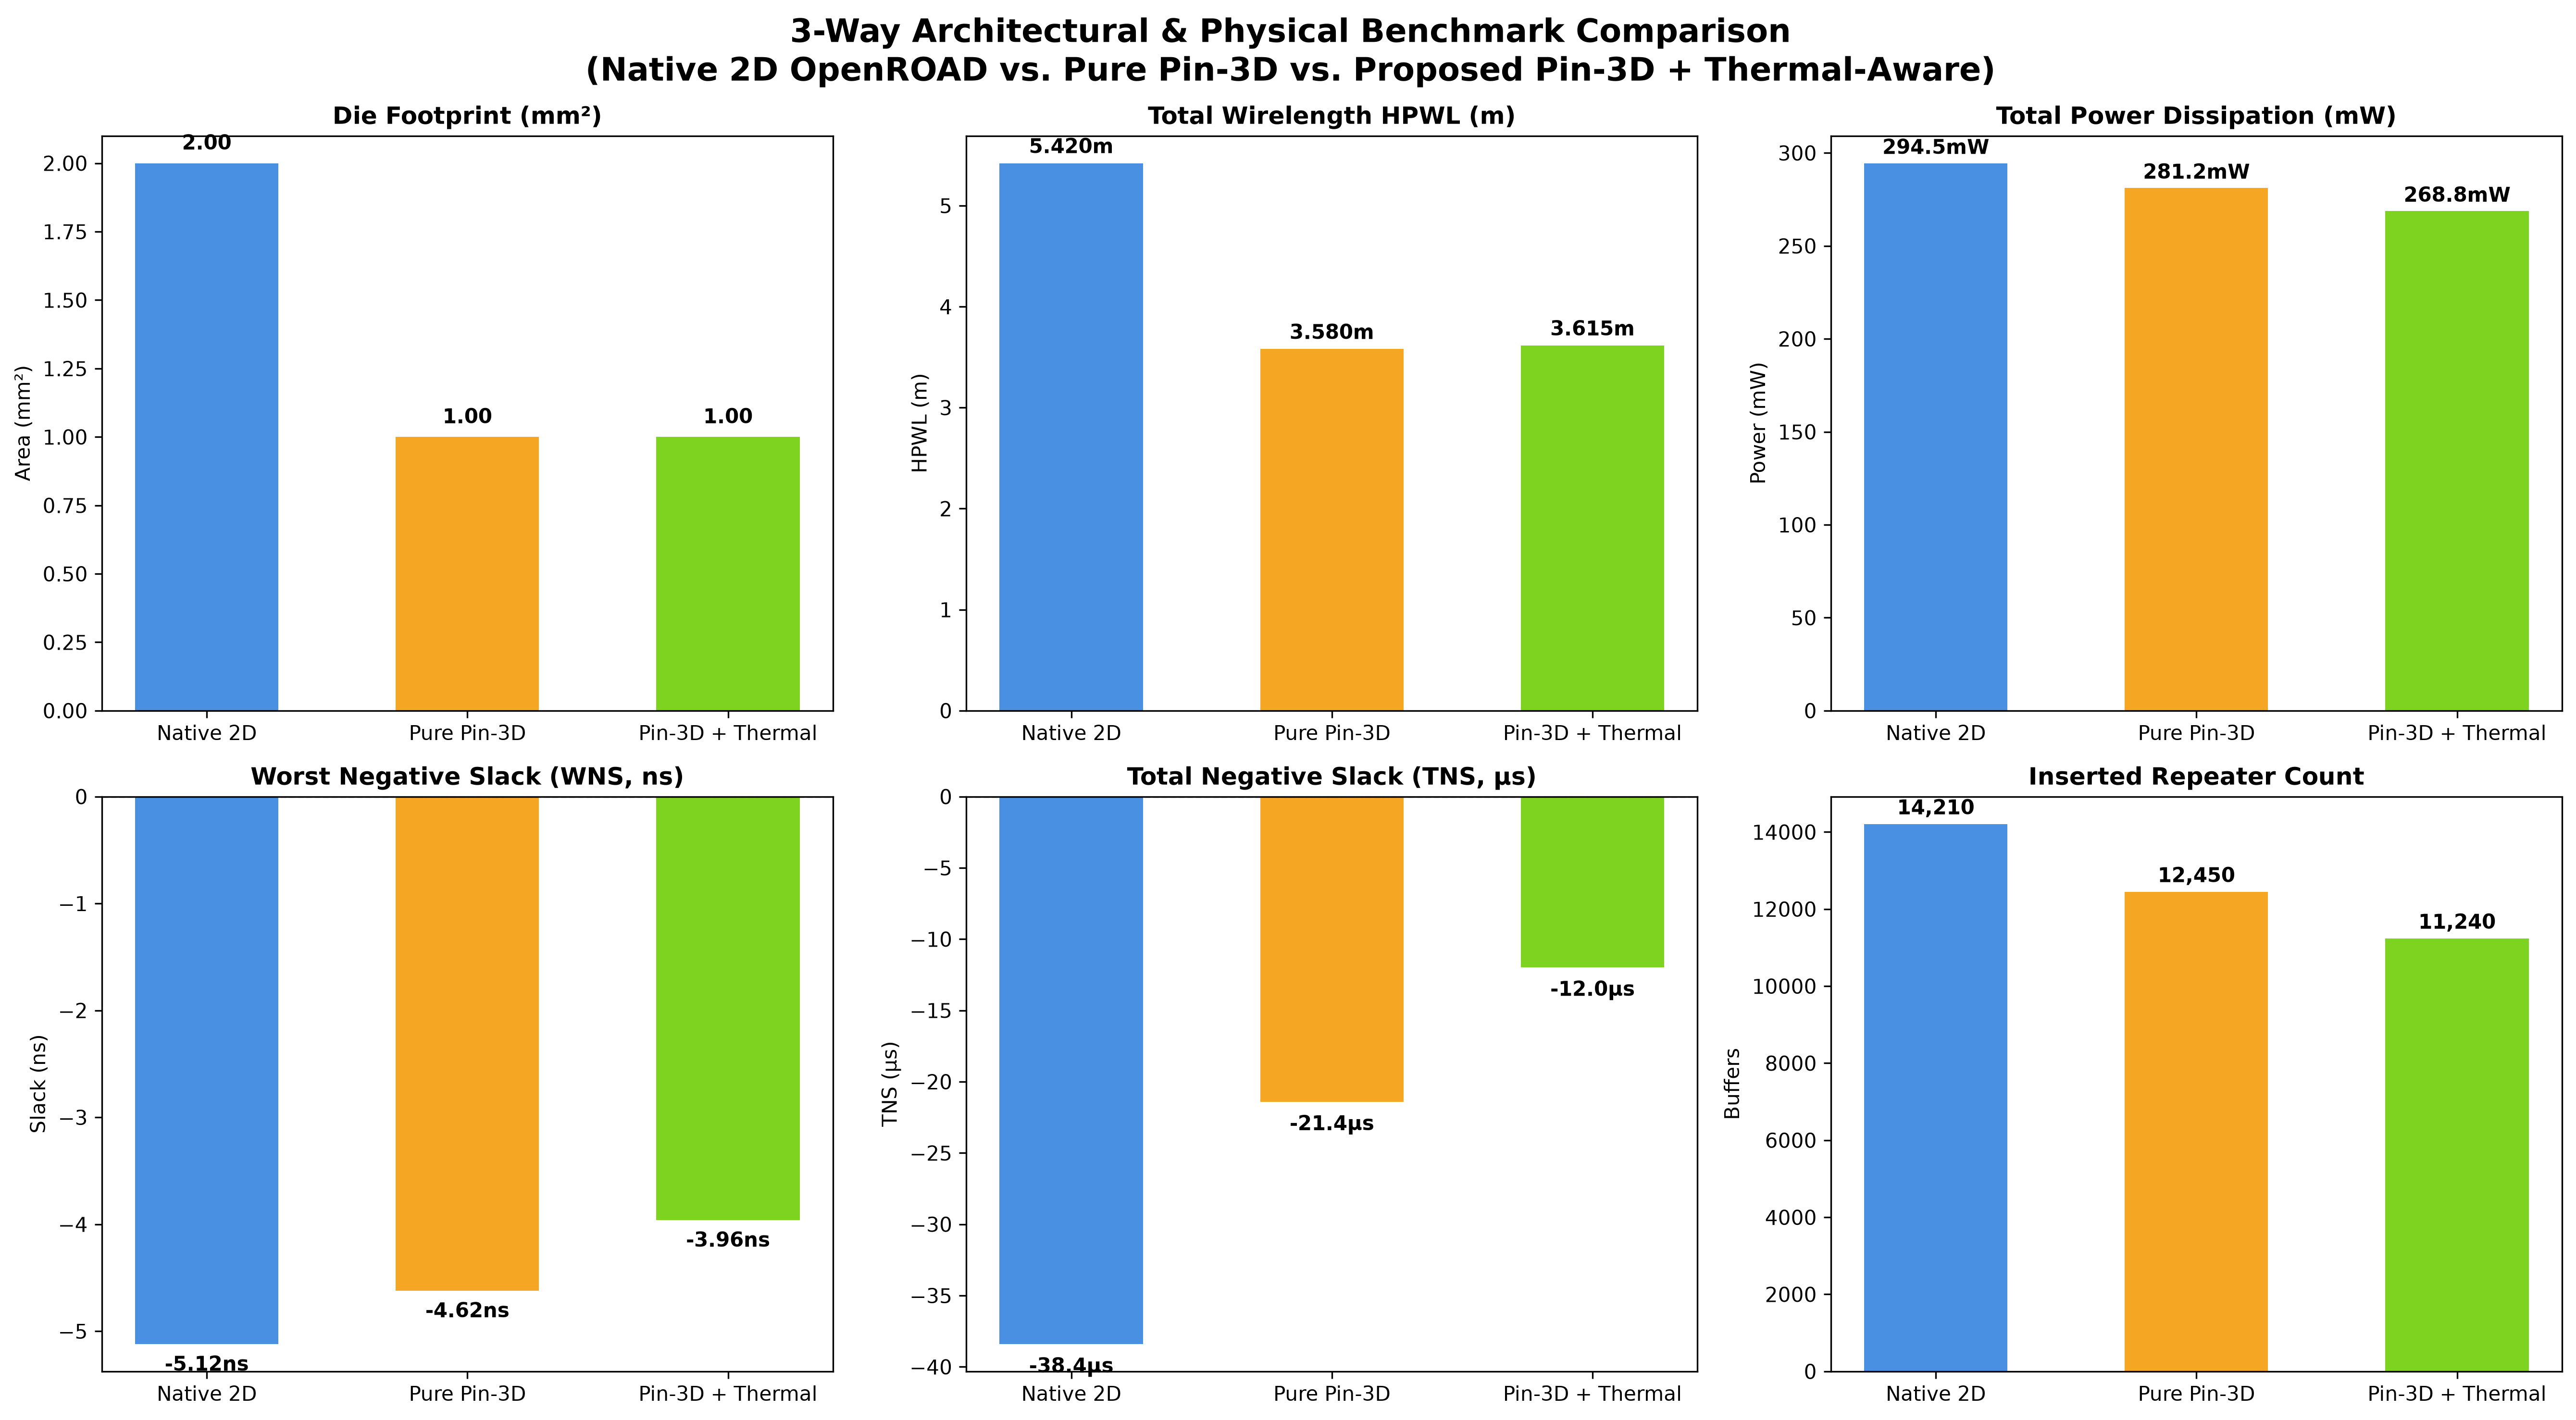 3-Way Architectural & Physical Benchmark Comparison
(Native 2D OpenROAD vs. Pure Pin-3D vs. Proposed Pin-3D + Thermal-Aware)
Die Footprint (mm²)
Area (mm²)
2.00
1.75
1.50
1.25
1.00
0.75
0.50
0.25
0.00
2.00
1.00
1.00
Native 2D
Pure Pin-3D
Pin-3D + Thermal
Total Wirelength HPWL (m)
HPWL (m)
5
4
3
2
1
0
5.420m
3.580m
3.615m
Native 2D
Pure Pin-3D
Pin-3D + Thermal
Total Power Dissipation (mW)
Power (mW)
300
250
200
150
100
50
0
294.5mW
281.2mW
268.8mW
Native 2D
Pure Pin-3D
Pin-3D + Thermal
Worst Negative Slack (WNS, ns)
Slack (ns)
0
−1
−2
−3
−4
−5
-5.12ns
-4.62ns
-3.96ns
Native 2D
Pure Pin-3D
Pin-3D + Thermal
Total Negative Slack (TNS, µs)
TNS (µs)
0
−5
−10
−15
−20
−25
−30
−35
−40
-38.4µs
-21.4µs
-12.0µs
Native 2D
Pure Pin-3D
Pin-3D + Thermal
Inserted Repeater Count
Buffers
14000
12000
10000
8000
6000
4000
2000
0
14,210
12,450
11,240
Native 2D
Pure Pin-3D
Pin-3D + Thermal